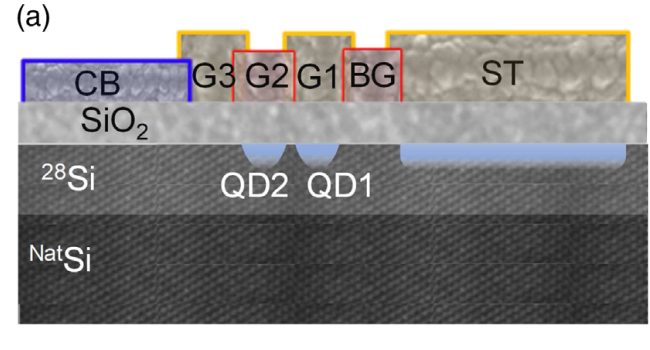 (a)
CB G3 G2 G1 BG ST
SiO₂
²⁸Si
QD2 QD1
ᴺᵃᵗSi